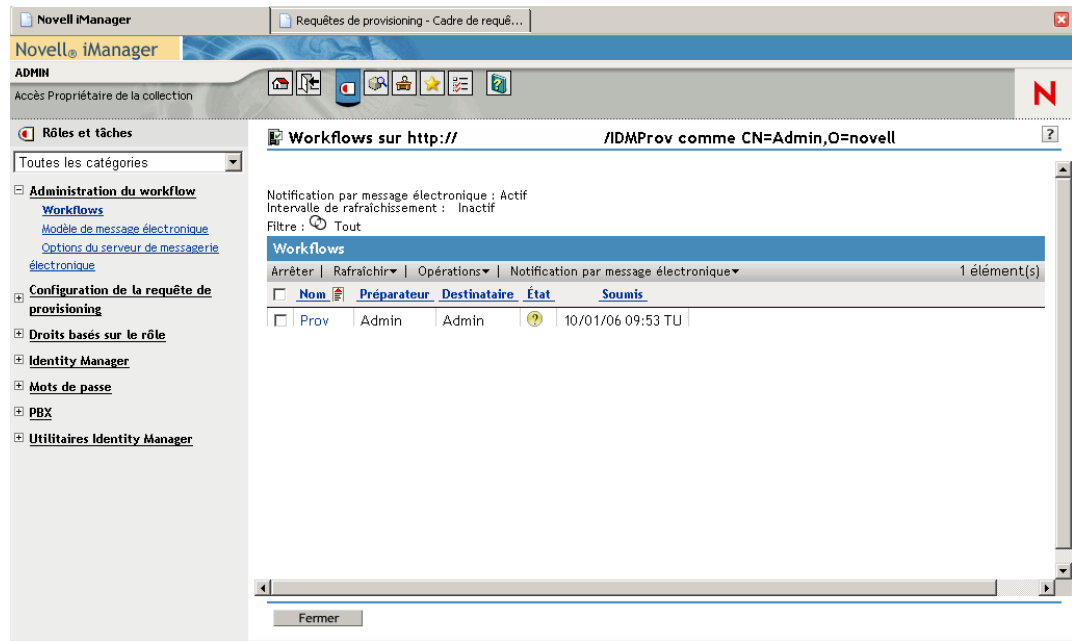 Novell iManager
Requêtes de provisioning - Cadre de requê...
Novell® iManager
ADMIN
Accès Propriétaire de la collection
N
Rôles et tâches
Toutes les catégories
Administration du workflow
Workflows
Modèle de message électronique
Options du serveur de messagerie
électronique
Configuration de la requête de
provisioning
Droits basés sur le rôle
Identity Manager
Mots de passe
PBX
Utilitaires Identity Manager
Workflows sur http:// /IDMProv comme CN=Admin,O=novell
?
Notification par message électronique : Actif
Intervalle de rafraîchissement : Inactif
Filtre : Tout
Workflows
Arrêter | Rafraîchir | Opérations | Notification par message électronique 1 élément(s)
Nom Préparateur Destinataire État Soumis
Prov Admin Admin ? 10/01/06 09:53 TU
Fermer